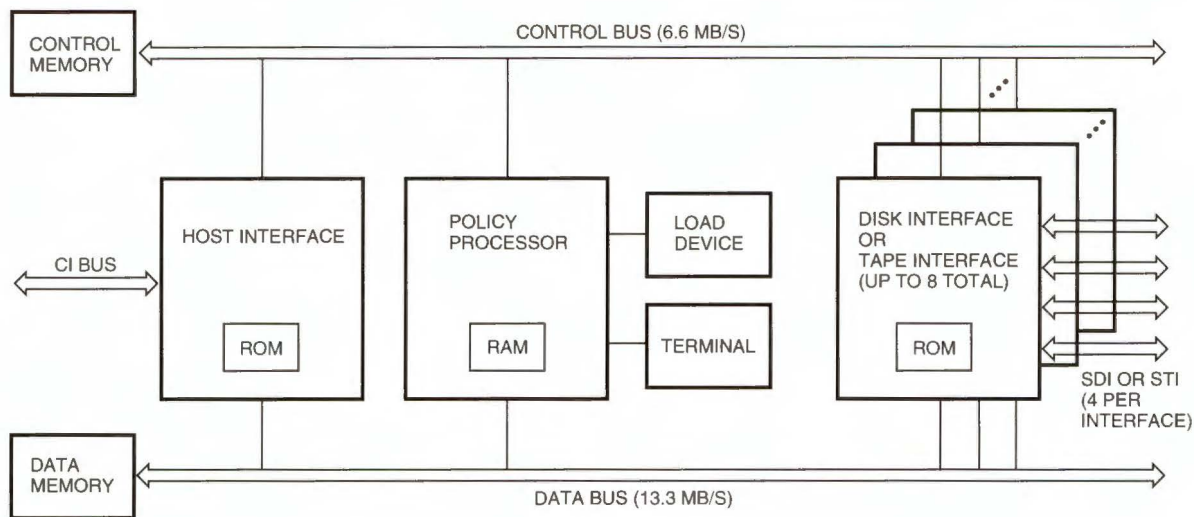 CONTROL
MEMORY
CONTROL BUS (6.6 MB/S)
HOST INTERFACE
ROM
CI BUS
POLICY
PROCESSOR
RAM
LOAD
DEVICE
TERMINAL
DISK INTERFACE
OR
TAPE INTERFACE
(UP TO 8 TOTAL)
ROM
SDI OR STI
(4 PER
INTERFACE)
DATA
MEMORY
DATA BUS (13.3 MB/S)